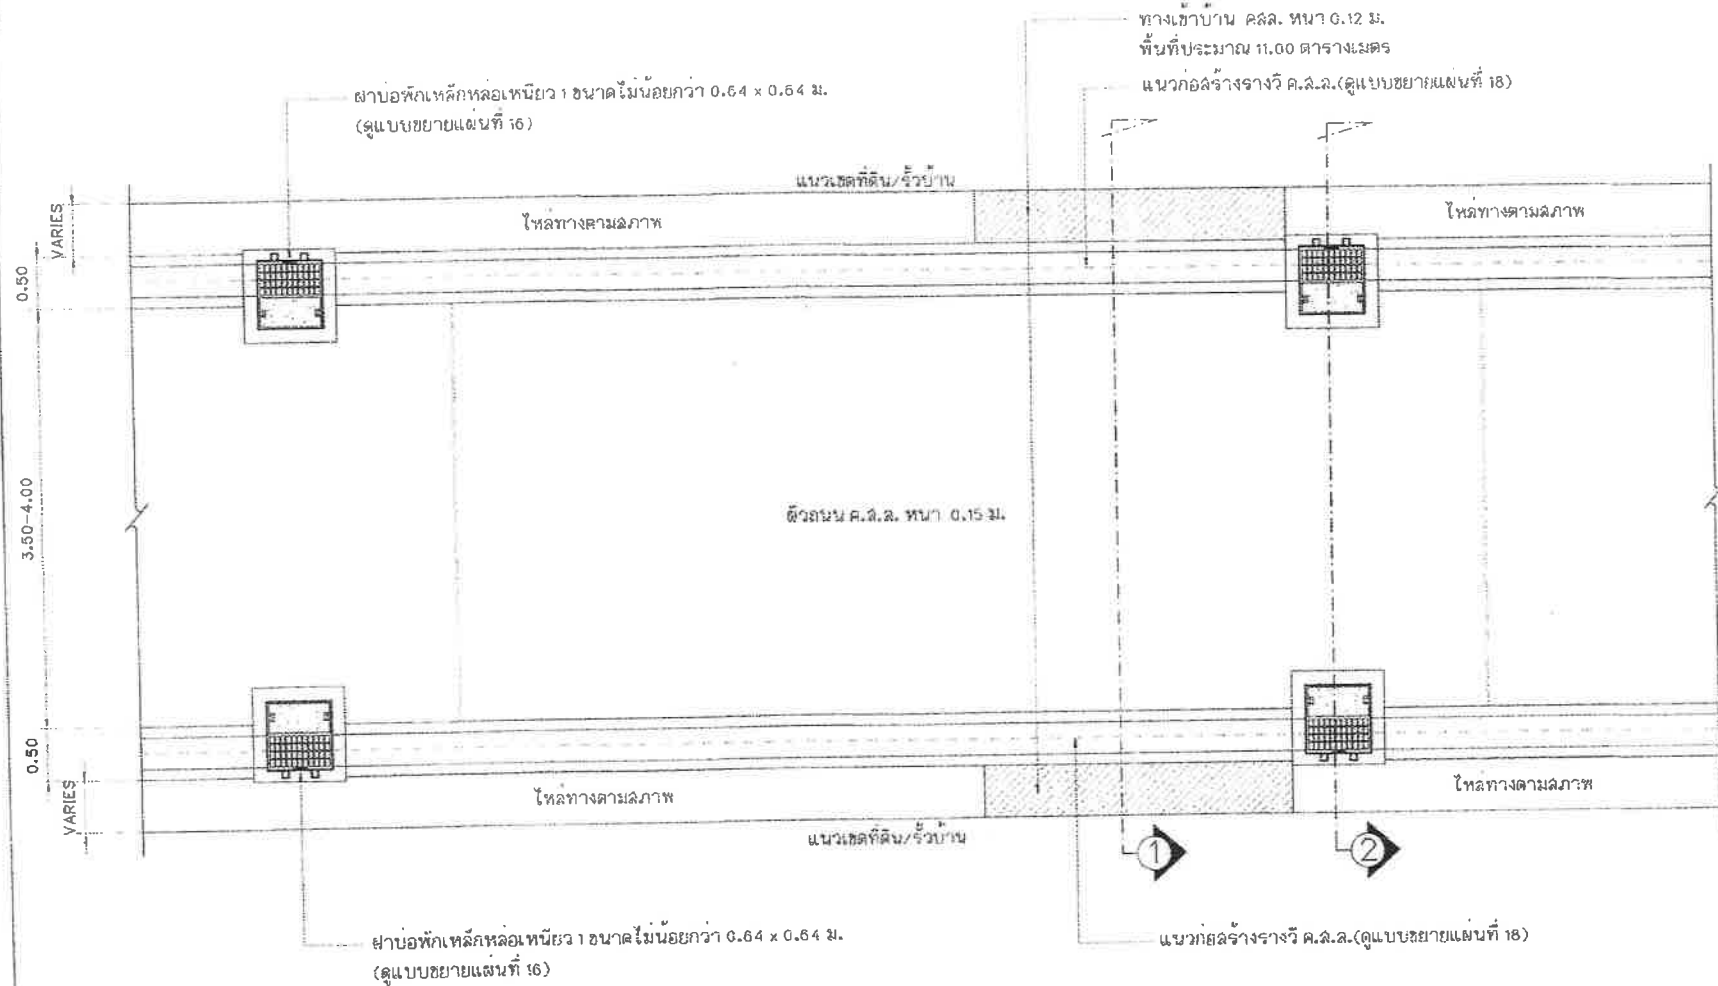 ทางเข้าบ้าน คสล. หนา 0.12 ม.
พื้นที่ประมาณ 11.00 ตารางเมตร
แนวก่อสร้างรางวี ค.ส.ล.(ดูแบบขยายแผ่นที่ 18)
ฝาบ่อพักเหล็กหล่อเหนียว 1 ขนาดไม่น้อยกว่า 0.64 x 0.64 ม.
(ดูแบบขยายแผ่นที่ 16)
แนวเขตที่ดิน/รั้วบ้าน
ไหล่ทางตามสภาพ
ไหล่ทางตามสภาพ
VARIES
0.50
3.50-4.00
ผิวถนน ค.ส.ล. หนา 0.15 ม.
0.50
VARIES
ไหล่ทางตามสภาพ
ไหล่ทางตามสภาพ
แนวเขตที่ดิน/รั้วบ้าน
1
2
ฝาบ่อพักเหล็กหล่อเหนียว 1 ขนาดไม่น้อยกว่า 0.64 x 0.64 ม.
(ดูแบบขยายแผ่นที่ 16)
แนวก่อสร้างรางวี ค.ส.ล.(ดูแบบขยายแผ่นที่ 18)